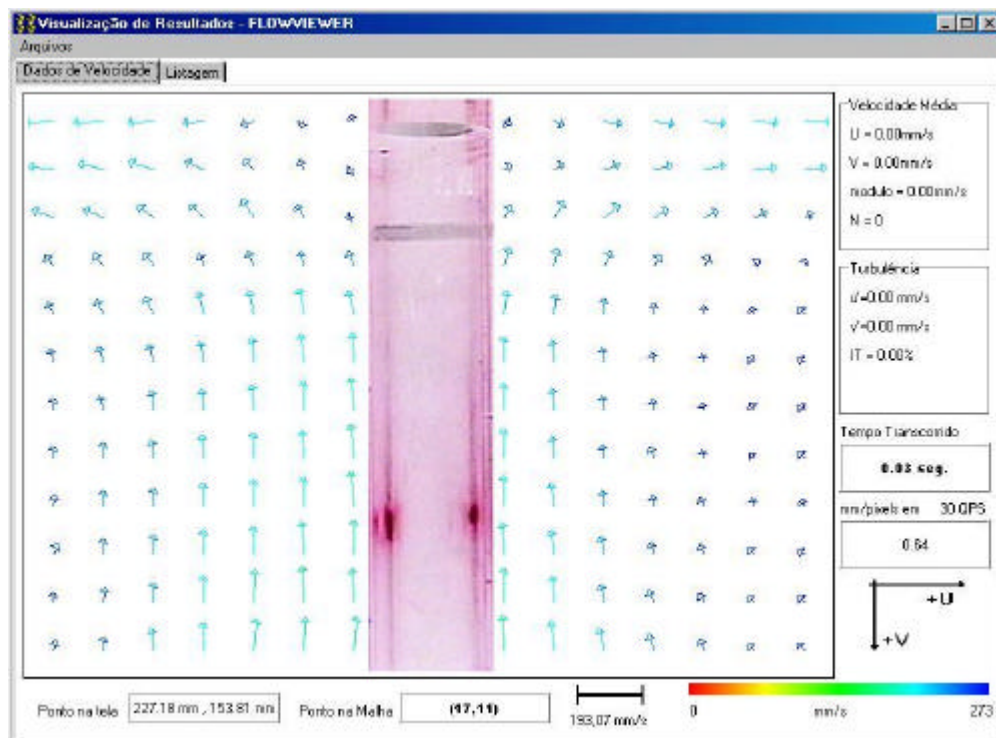 Visualização de Resultados - FLOWVIEWER
Arquivos
Dados de Velocidade Listagem
Velocidade Média
U = 0.00mm/s
V = 0.00mm/s
modulo = 0.00mm/s
N = 0
Turbulência
u'=0.00 mm/s
v'=0.00 mm/s
IT = 0.00%
Tempo Transcorrido
0.03 seg.
mm/pixels em 30 QPS
0.64
+U
+V
Ponto na tela 227.18 mm , 153.81 mm Ponto na Malha (17,11) 193,07 mm/s
0 mm/s 273